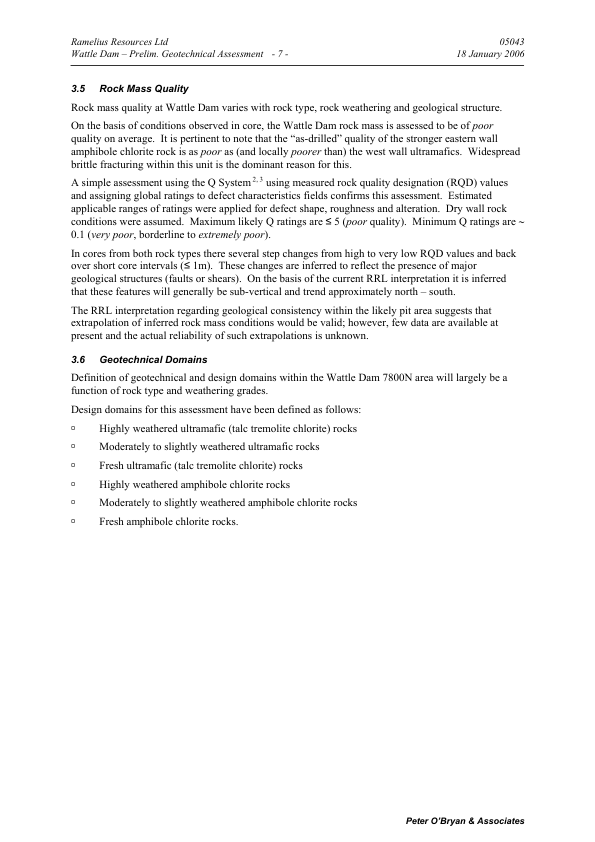 Ramelius Resources Ltd 05043
Wattle Dam – Prelim. Geotechnical Assessment - 7 - 18 January 2006
3.5 Rock Mass Quality
Rock mass quality at Wattle Dam varies with rock type, rock weathering and geological structure.
On the basis of conditions observed in core, the Wattle Dam rock mass is assessed to be of poor
quality on average. It is pertinent to note that the “as-drilled” quality of the stronger eastern wall
amphibole chlorite rock is as poor as (and locally poorer than) the west wall ultramafics. Widespread
brittle fracturing within this unit is the dominant reason for this.
A simple assessment using the Q System 2, 3 using measured rock quality designation (RQD) values
and assigning global ratings to defect characteristics fields confirms this assessment. Estimated
applicable ranges of ratings were applied for defect shape, roughness and alteration. Dry wall rock
conditions were assumed. Maximum likely Q ratings are ≤ 5 (poor quality). Minimum Q ratings are ~
0.1 (very poor, borderline to extremely poor).
In cores from both rock types there several step changes from high to very low RQD values and back
over short core intervals (≤ 1m). These changes are inferred to reflect the presence of major
geological structures (faults or shears). On the basis of the current RRL interpretation it is inferred
that these features will generally be sub-vertical and trend approximately north – south.
The RRL interpretation regarding geological consistency within the likely pit area suggests that
extrapolation of inferred rock mass conditions would be valid; however, few data are available at
present and the actual reliability of such extrapolations is unknown.
3.6 Geotechnical Domains
Definition of geotechnical and design domains within the Wattle Dam 7800N area will largely be a
function of rock type and weathering grades.
Design domains for this assessment have been defined as follows:
▫ Highly weathered ultramafic (talc tremolite chlorite) rocks
▫ Moderately to slightly weathered ultramafic rocks
▫ Fresh ultramafic (talc tremolite chlorite) rocks
▫ Highly weathered amphibole chlorite rocks
▫ Moderately to slightly weathered amphibole chlorite rocks
▫ Fresh amphibole chlorite rocks.
Peter O’Bryan & Associates